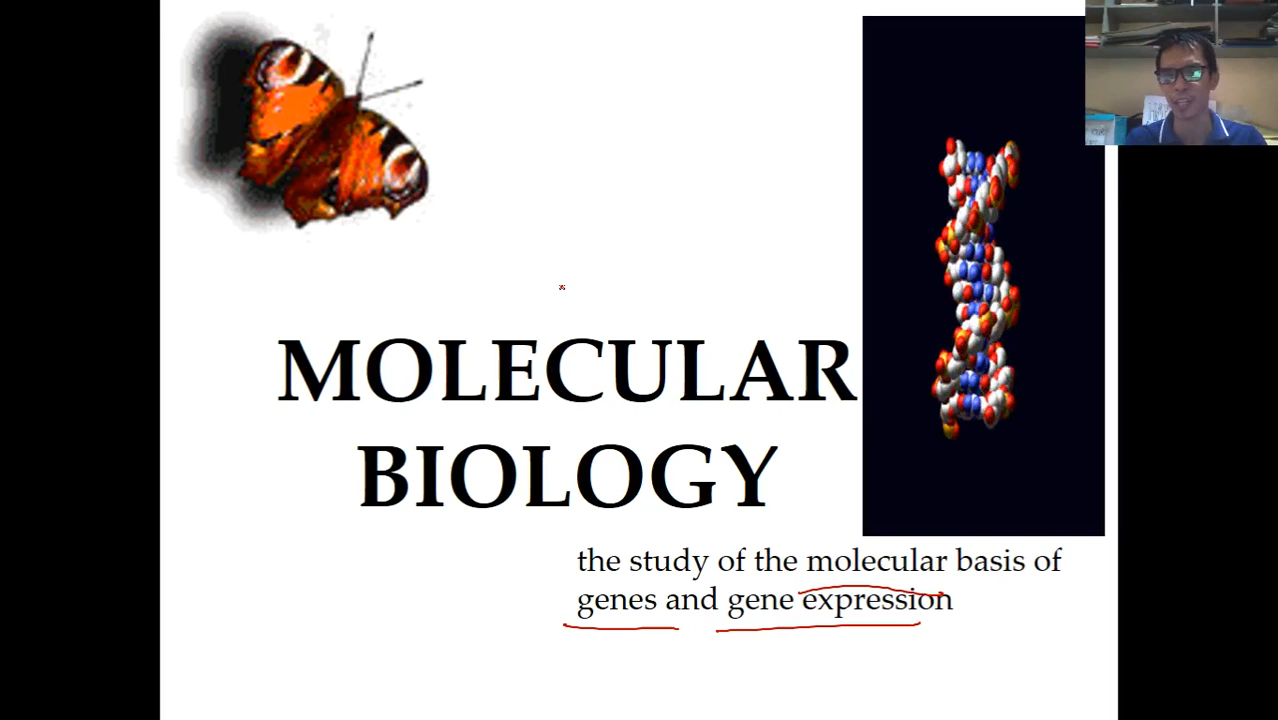 MOLECULAR
BIOLOGY
the study of the molecular basis of
genes and gene expression